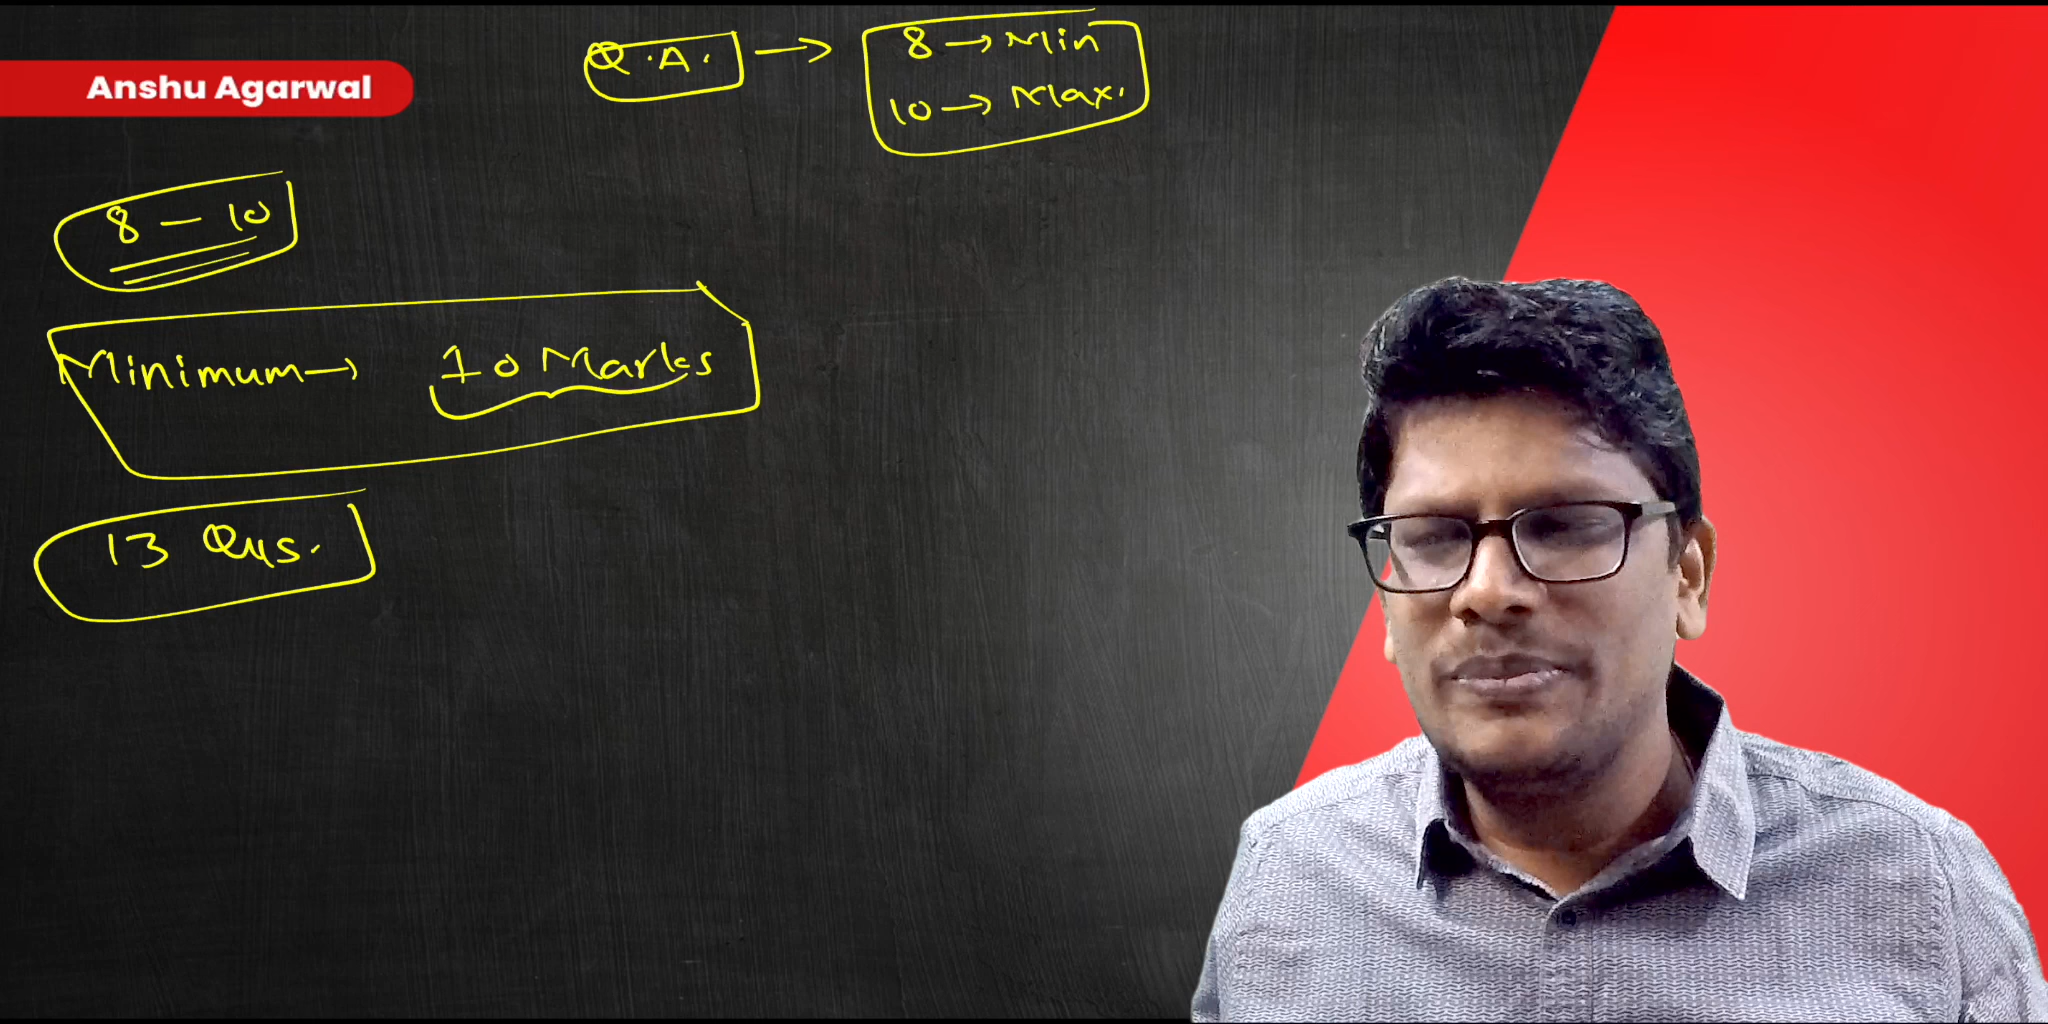 Anshu Agarwal
Q.A. → 8 → Min
10 → Max.
8 – 10
Minimum → 10 Marks
13 Qus.